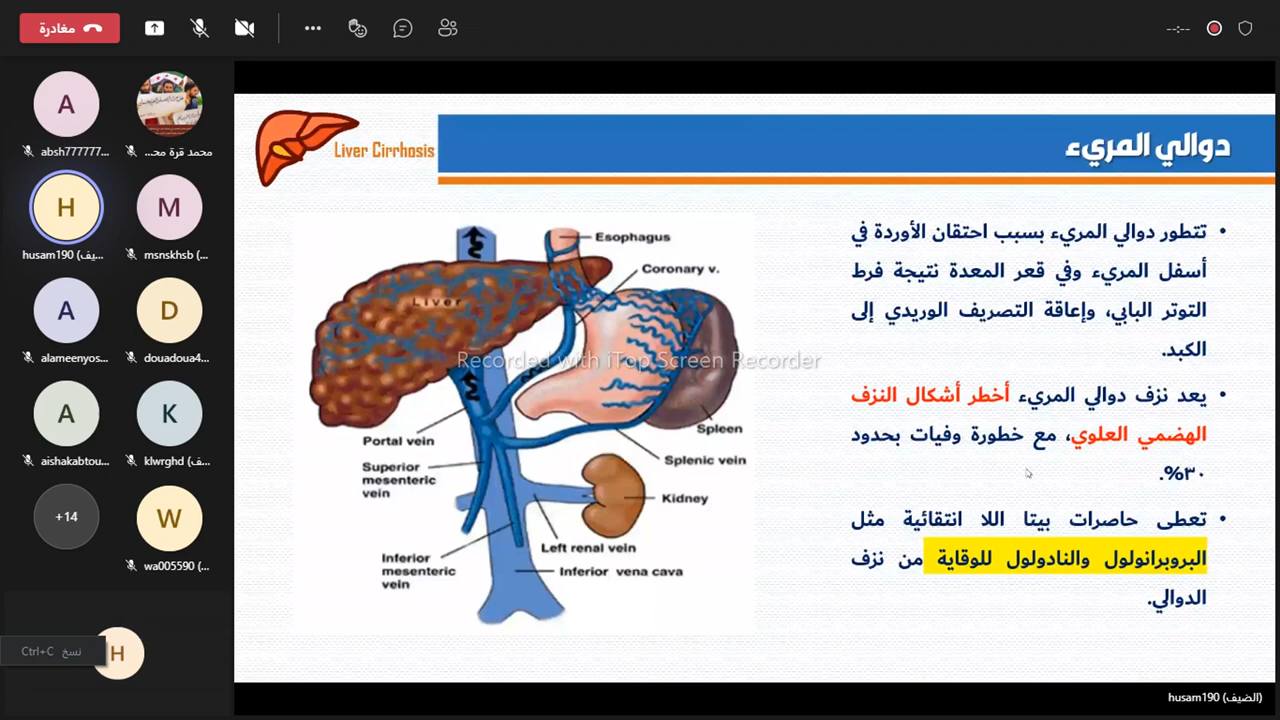 مغادرة
--:--
A
absh777777...
محمد قرة محـ...
H
husam190 (ضيف)...
M
msnskhsb (...
A
alameenyos...
D
douadoua4...
A
aishakabtou...
K
klwrghd (ضيف)...
+14
W
wa005590 (...
H
نسخ Ctrl+C
Liver Cirrhosis
دوالي المريء
• تتطور دوالي المريء بسبب احتقان الأوردة في
أسفل المريء وفي قعر المعدة نتيجة فرط
التوتر البابي، وإعاقة التصريف الوريدي إلى
الكبد.
• يعد نزف دوالي المريء أخطر أشكال النزف
الهضمي العلوي، مع خطورة وفيات بحدود
٣٠%.
• تعطى حاصرات بيتا اللا انتقائية مثل
البروبرانولول والنادولول للوقاية من نزف
الدوالي.
Esophagus
Coronary v.
Liver
Recorded with iTop Screen Recorder
Portal vein
Spleen
Superior
mesenteric
vein
Splenic vein
Kidney
Left renal vein
Inferior
mesenteric
vein
Inferior vena cava
husam190 (الضيف)